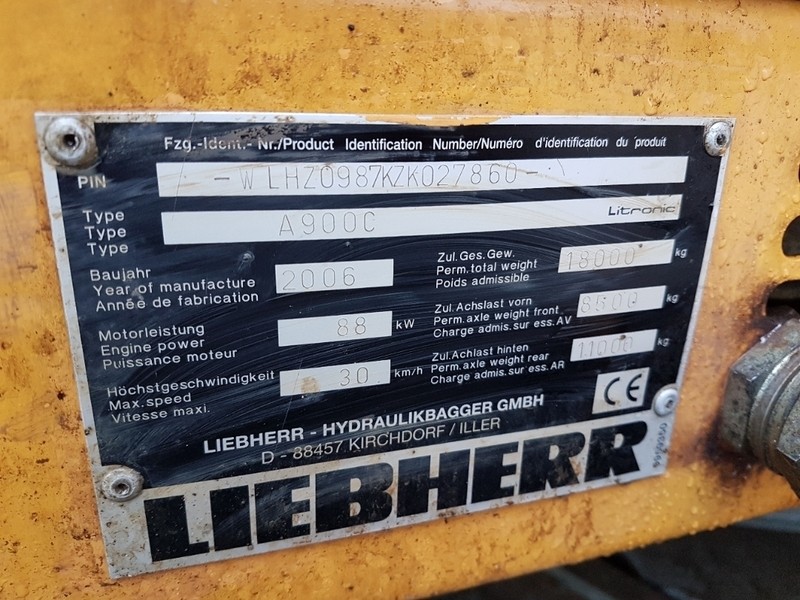 Fzg.-Ident.- Nr./Product Identification Number/Numéro d'identification du produit
PIN -WLHZ0987KZK027860-
Type
Type A900C Litronic
Type
Baujahr
Year of manufacture 2006
Année de fabrication
Motorleistung
Engine power 88 kW
Puissance moteur
Höchstgeschwindigkeit
Max. speed 30 km/h
Vitesse maxi.
Zul.Ges.Gew.
Perm.total weight 18000 kg
Poids admissible
Zul.Achslast vorn
Perm.axle weight front 8500 kg
Charge admis.sur ess.AV
Zul.Achlast hinten
Perm.axle weight rear 11000 kg
Charge admis.sur ess.AR
CE
LIEBHERR - HYDRAULIKBAGGER GMBH
D - 88457 KIRCHDORF / ILLER
LIEBHERR